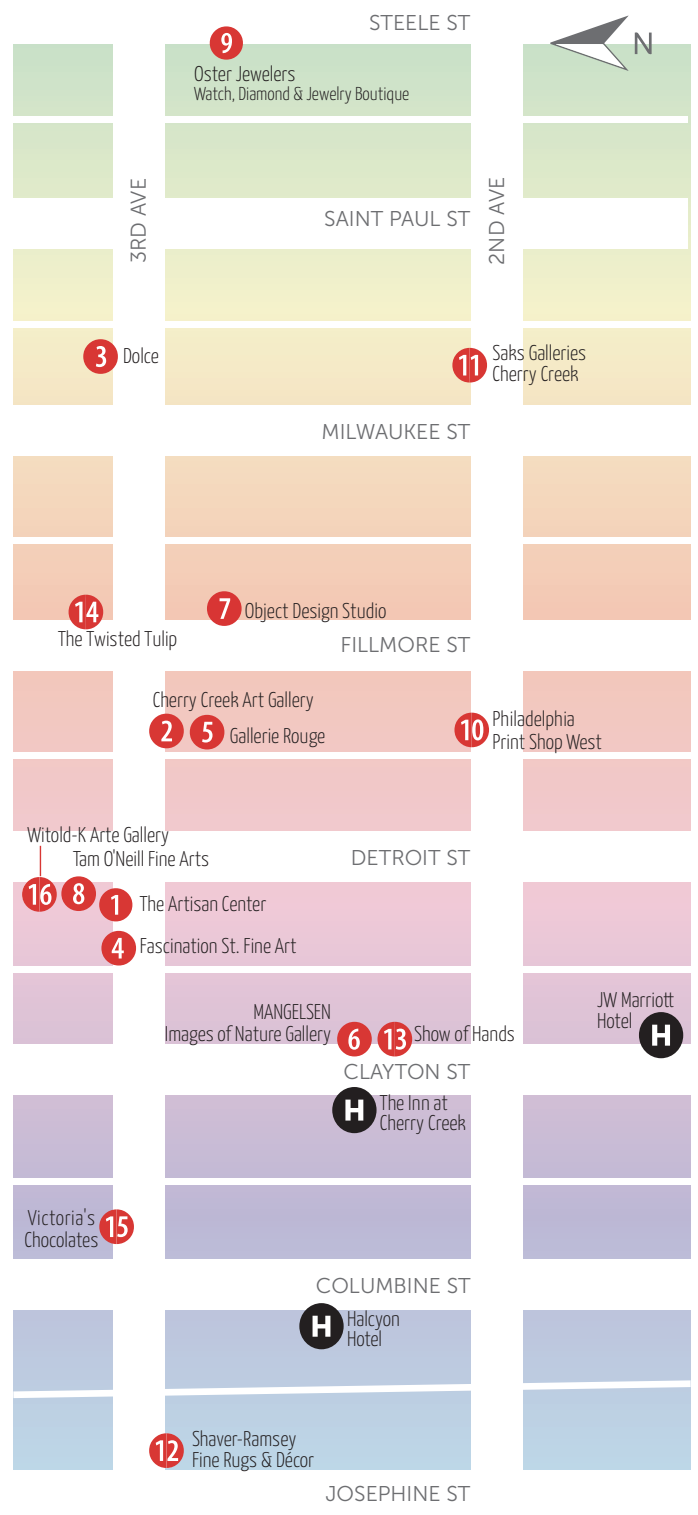 STEELE ST
N
9
Oster Jewelers
Watch, Diamond & Jewelry Boutique
3RD AVE
2ND AVE
SAINT PAUL ST
3 Dolce
11 Saks Galleries
Cherry Creek
MILWAUKEE ST
14
The Twisted Tulip
7 Object Design Studio
FILLMORE ST
Cherry Creek Art Gallery
2
5 Gallerie Rouge
10 Philadelphia
Print Shop West
Witold-K Arte Gallery
Tam O'Neill Fine Arts
DETROIT ST
16
8
1 The Artisan Center
4 Fascination St. Fine Art
MANGELSEN
Images of Nature Gallery 6
13 Show of Hands
JW Marriott
Hotel H
CLAYTON ST
H The Inn at
Cherry Creek
Victoria's
Chocolates 15
COLUMBINE ST
H Halcyon
Hotel
12 Shaver-Ramsey
Fine Rugs & Décor
JOSEPHINE ST